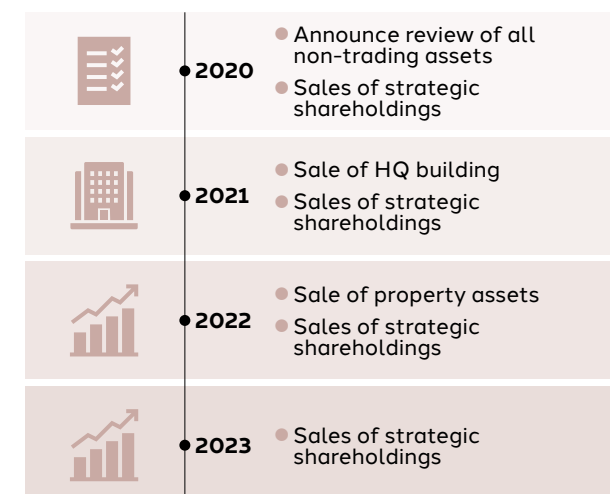 2020
Announce review of all
non-trading assets
Sales of strategic
shareholdings
2021
Sale of HQ building
Sales of strategic
shareholdings
2022
Sale of property assets
Sales of strategic
shareholdings
2023
Sales of strategic
shareholdings